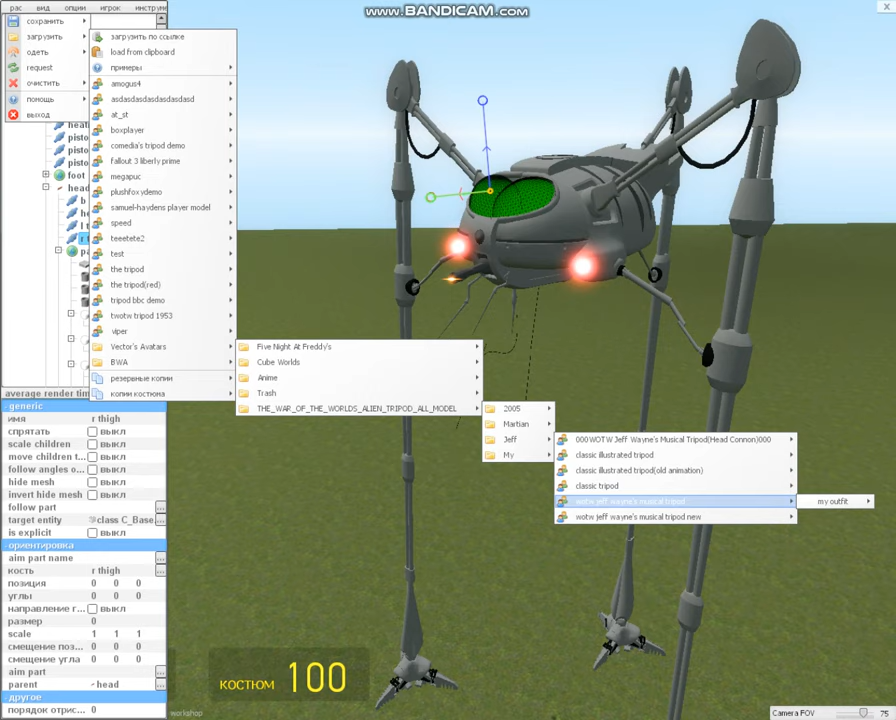 www.BANDICAM.com
рас вид опции игрок инструм
сохранить
загрузить
одеть
request
очистить
помощь
выход
загрузить по ссылке
load from clipboard
примеры
amogus4
asdasdasdasdasdasdasd
at_st
boxplayer
comedia's tripod demo
fallout 3 liberly prime
megapuc
plushfoxydemo
samuel-haydens player model
speed
teeetete2
test
the tripod
the tripod(red)
tripod bbc demo
twotw tripod 1953
viper
Vector's Avatars
BWA
резервные копии
копии костюма
Five Night At Freddy's
Cube Worlds
Anime
Trash
THE_WAR_OF_THE_WORLDS_ALIEN_TRIPOD_ALL_MODEL
2005
Martian
Jeff
My
000WOTW Jeff Wayne's Musical Tripod(Head Connon)000
classic illustrated tripod
classic illustrated tripod(old animation)
classic tripod
wotw jeff wayne's musical tripod
wotw jeff wayne's musical tripod new
my outfit
pisto
pisto
pisto
foot
head
average render tim
generic
имя r thigh
спрятать выкл
scale children выкл
move children t... выкл
follow angles o... выкл
hide mesh выкл
invert hide mesh выкл
follow part
target entity class C_Base...
is explicit выкл
ориентировка
aim part name
кость r thigh
позиция 0 0 0
углы 0 0 0
направление г... выкл
размер 0
scale 1 1 1
смещение поз... 0 0 0
смещение угла 0 0 0
aim part
parent head
другое
порядок отрис... 0
КОСТЮМ 100
workshop
Camera FOV 75